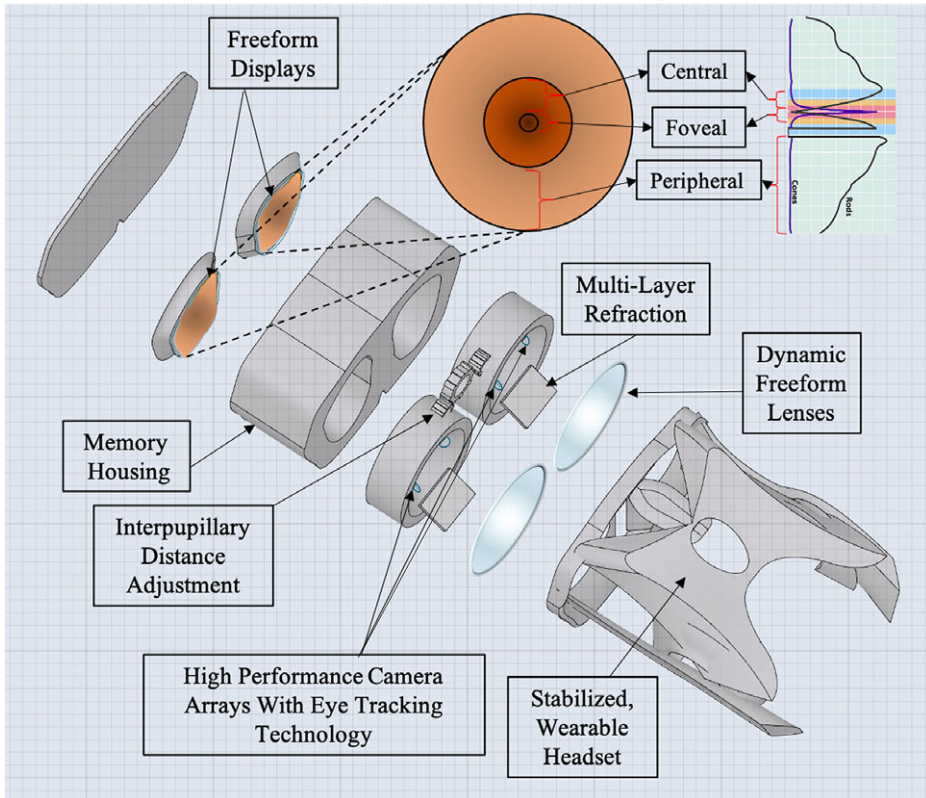 Freeform
Displays
Central
Foveal
Peripheral
Cones
Rods
Multi-Layer
Refraction
Dynamic
Freeform
Lenses
Memory
Housing
Interpupillary
Distance
Adjustment
High Performance Camera
Arrays With Eye Tracking
Technology
Stabilized,
Wearable
Headset